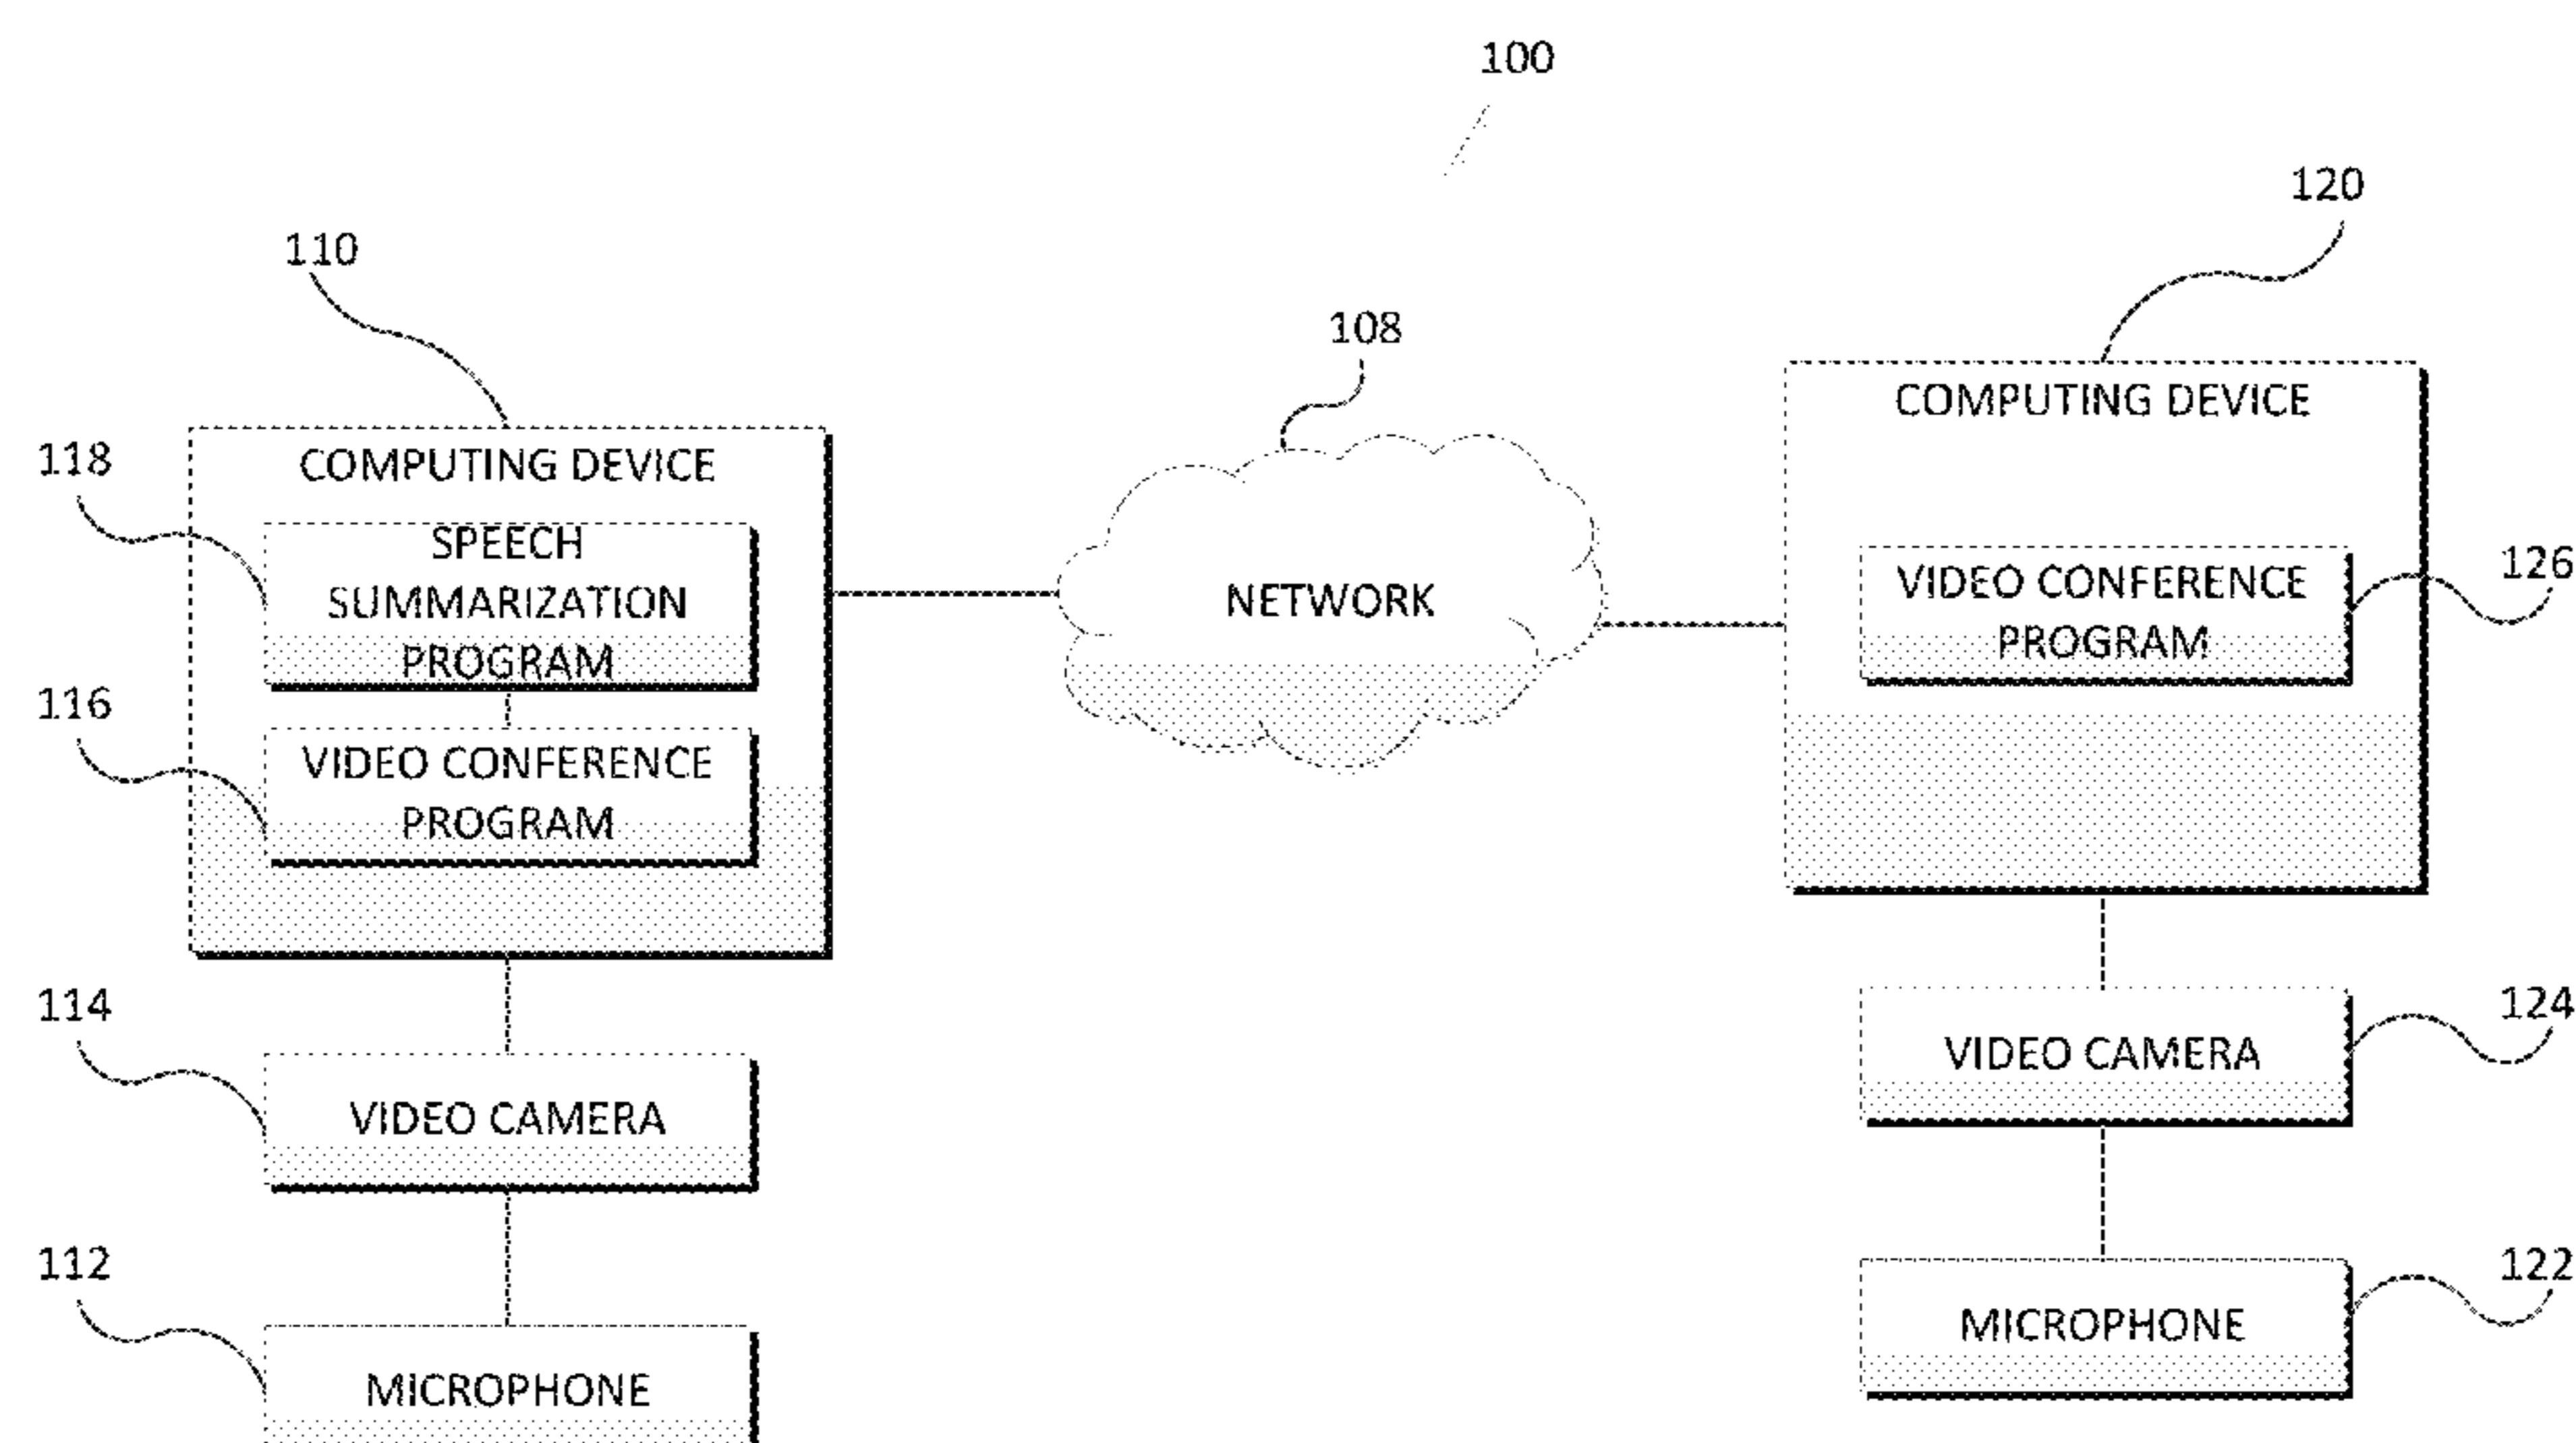 100
120
110
108
COMPUTING DEVICE
118
COMPUTING DEVICE
SPEECH
SUMMARIZATION
PROGRAM
NETWORK
VIDEO CONFERENCE
PROGRAM
126
116
VIDEO CONFERENCE
PROGRAM
114
VIDEO CAMERA
124
VIDEO CAMERA
112
MICROPHONE
122
MICROPHONE